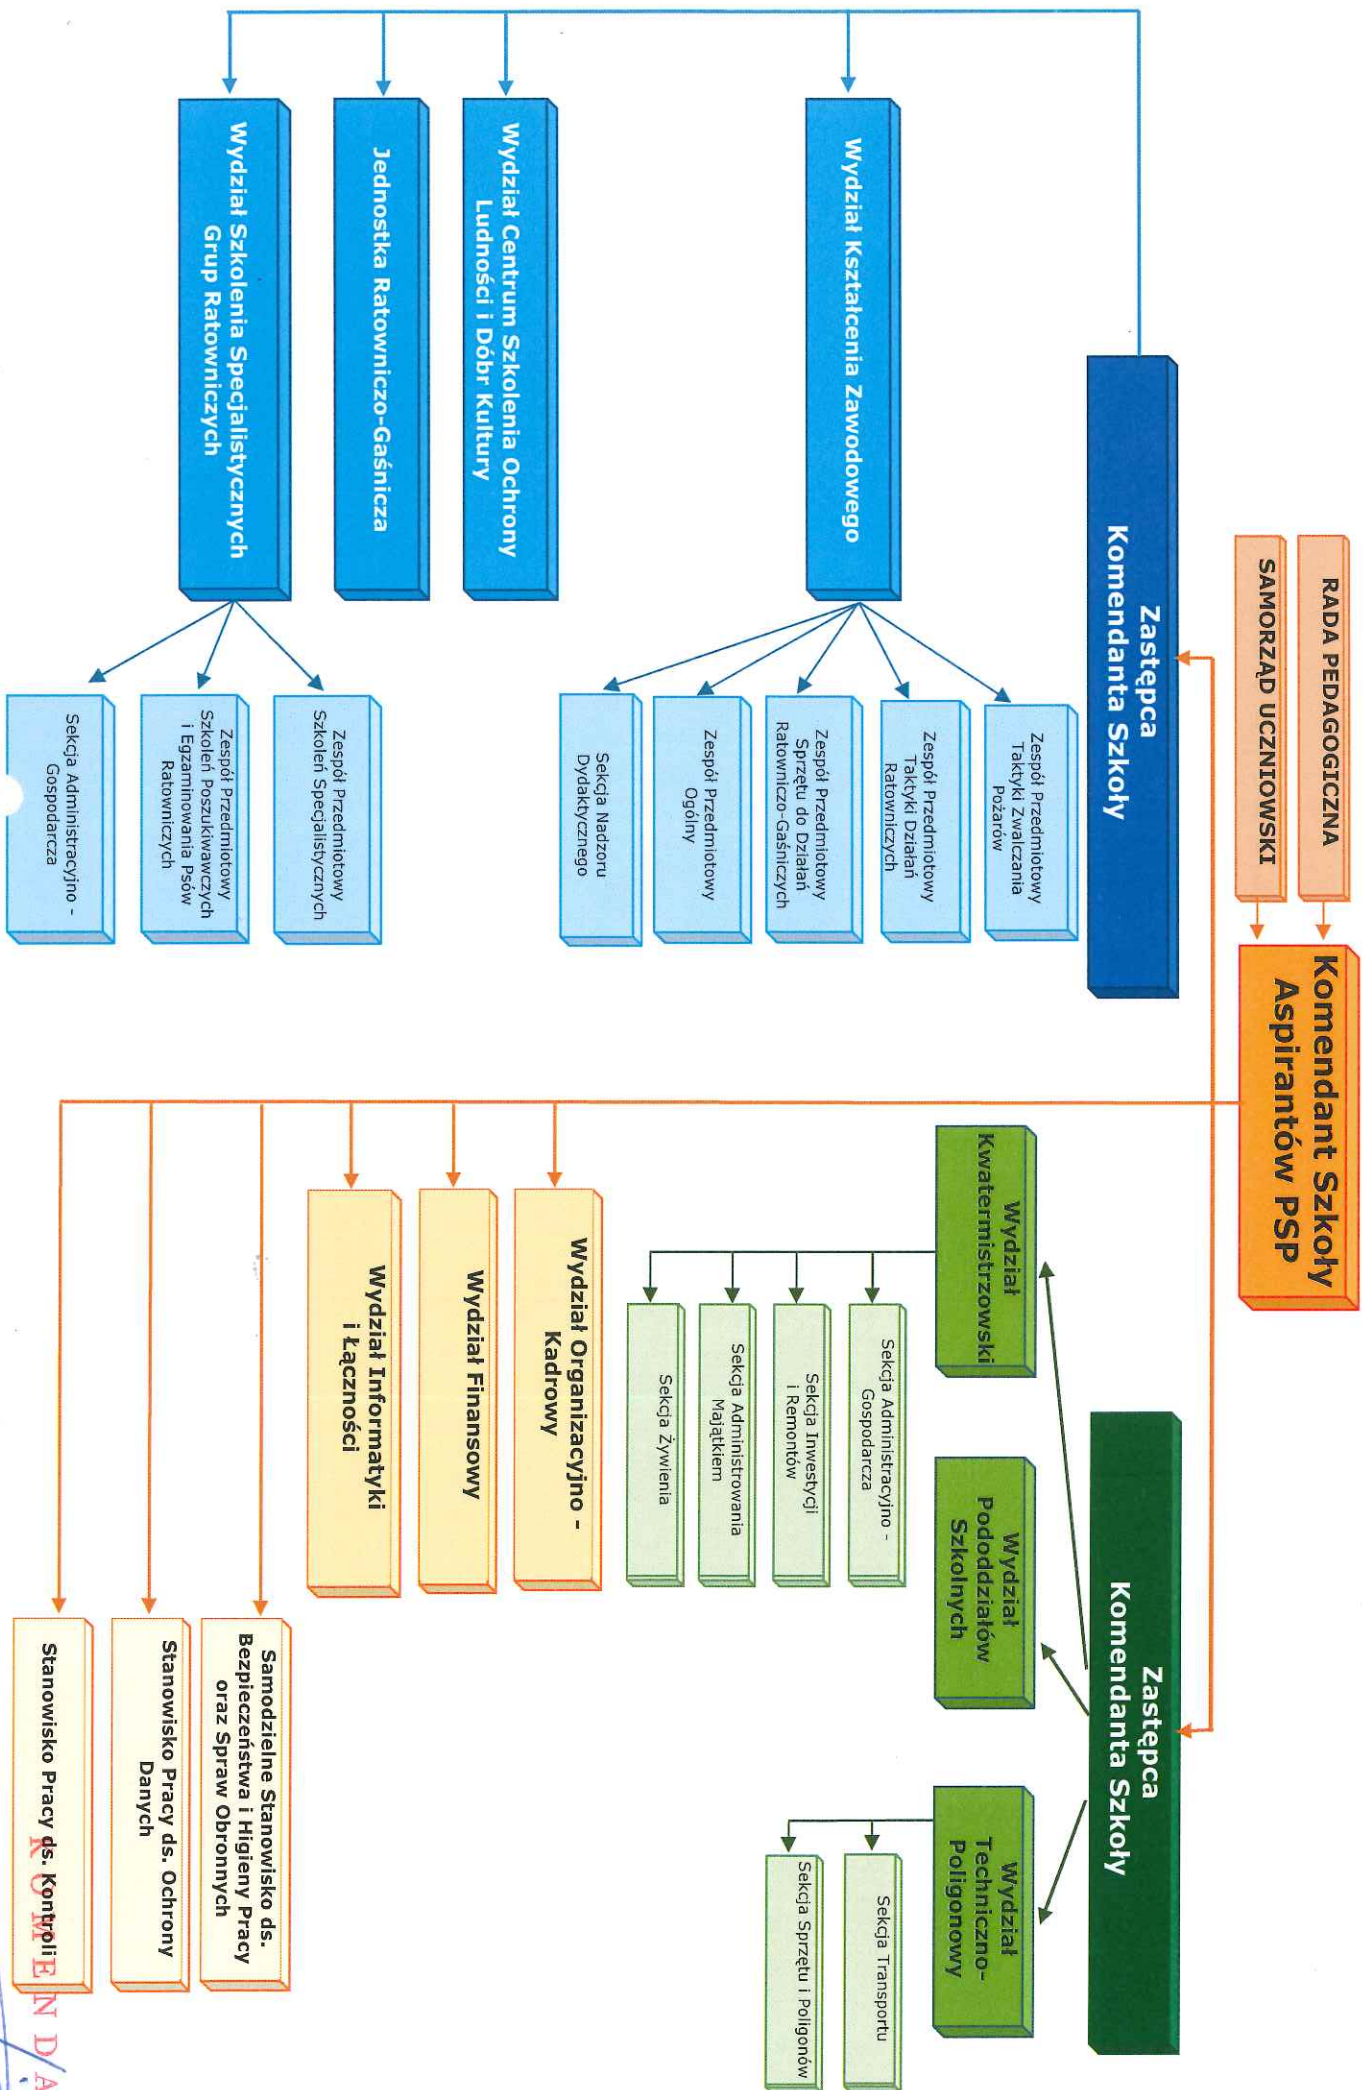 RADA PEDAGOGICZNA
SAMORZĄD UCZNIOWSKI
Komendant Szkoły
Aspirantów PSP
Zastępca
Komendanta Szkoły
Wydział Kształcenia Zawodowego
Zespół Przedmiotowy
Taktyki Zwalczania
Pożarów
Zespół Przedmiotowy
Taktyki Działań
Ratowniczych
Zespół Przedmiotowy
Sprzętu do Działań
Ratowniczo-Gaśniczych
Zespół Przedmiotowy
Ogólny
Sekcja Nadzoru
Dydaktycznego
Wydział Centrum Szkolenia Ochrony
Ludności i Dóbr Kultury
Jednostka Ratowniczo-Gaśnicza
Wydział Szkolenia Specjalistycznych
Grup Ratowniczych
Zespół Przedmiotowy
Szkoleń Specjalistycznych
Zespół Przedmiotowy
Szkoleń Poszukiwawczych
i Egzaminowania Psów
Ratowniczych
Sekcja Administracyjno -
Gospodarcza
Zastępca
Komendanta Szkoły
Wydział
Kwatermistrzowski
Sekcja Administracyjno -
Gospodarcza
Sekcja Inwestycji
i Remontów
Sekcja Administrowania
Majątkiem
Sekcja Żywienia
Wydział
Pododdziałów
Szkolnych
Wydział
Techniczno-
Poligonowy
Sekcja Transportu
Sekcja Sprzętu i Poligonów
Wydział Organizacyjno -
Kadrowy
Wydział Finansowy
Wydział Informatyki
i Łączności
Samodzielne Stanowisko ds.
Bezpieczeństwa i Higieny Pracy
oraz Spraw Obronnych
Stanowisko Pracy ds. Ochrony
Danych
Stanowisko Pracy ds. Kontroli
KOMENDA